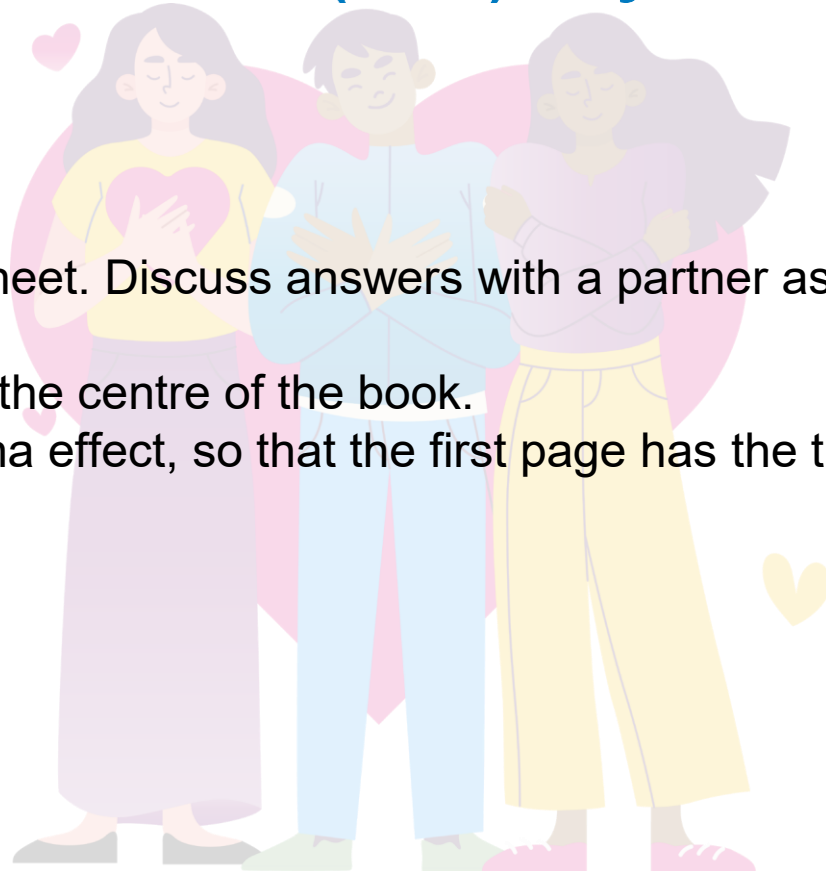 heet. Discuss answers with a partner as
the centre of the book.
na effect, so that the first page has the t